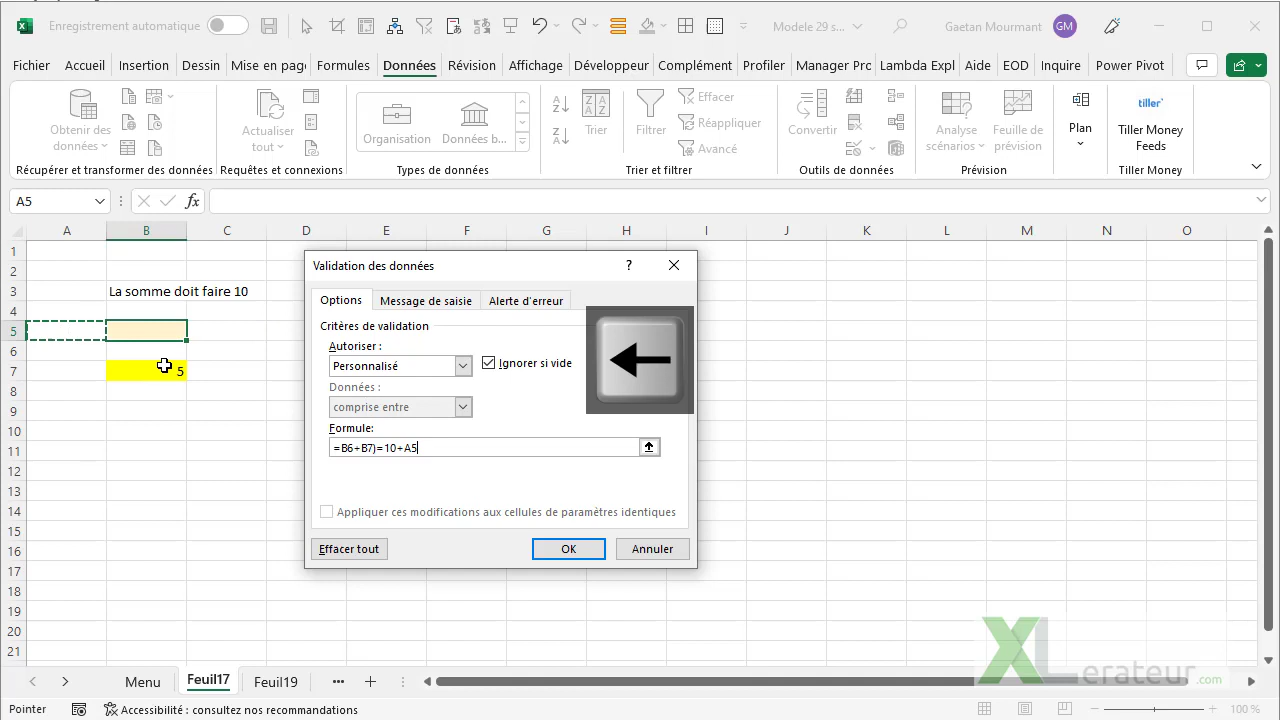 Enregistrement automatique
Modele 29 s...
Gaetan Mourmant
GM
Fichier
Accueil
Insertion
Dessin
Mise en page
Formules
Données
Révision
Affichage
Développeur
Complément
Profiler
Manager Prc
Lambda Expl
Aide
EOD
Inquire
Power Pivot
Obtenir des
données
Actualiser
tout
Organisation
Données b...
Trier
Filtrer
Effacer
Réappliquer
Avancé
Convertir
Analyse
scénarios
Feuille de
prévision
Plan
tiller
Tiller Money
Feeds
Récupérer et transformer des données
Requêtes et connexions
Types de données
Trier et filtrer
Outils de données
Prévision
Tiller Money
A5
fx
A B C D E F G H I J K L M N O
1
2
3 La somme doit faire 10
4
5
6
7 5
8
9
10
11
12
13
14
15
16
17
18
19
20
21
Validation des données
?
Options
Message de saisie
Alerte d'erreur
Critères de validation
Autoriser :
Personnalisé
Ignorer si vide
Données :
comprise entre
Formule:
=B6+B7)=10+A5
Appliquer ces modifications aux cellules de paramètres identiques
Effacer tout
OK
Annuler
XLerateur.com
Menu
Feuil17
Feuil19
...
Pointer
Accessibilité : consultez nos recommandations
100 %